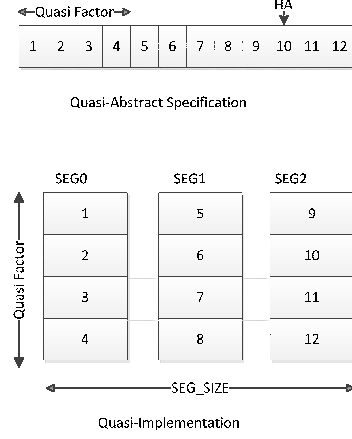 HA
Quasi Factor
1 2 3 4 5 6 7 8 9 10 11 12
Quasi-Abstract Specification
SEG0 SEG1 SEG2
1 5 9
2 6 10
3 7 11
4 8 12
Quasi Factor
SEG_SIZE
Quasi-Implementation